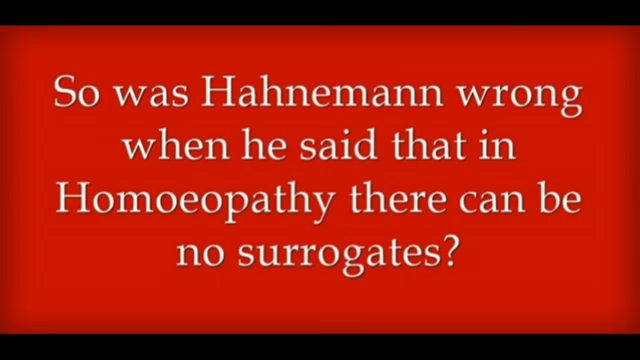 So was Hahnemann wrong
when he said that in
Homoeopathy there can be
no surrogates?